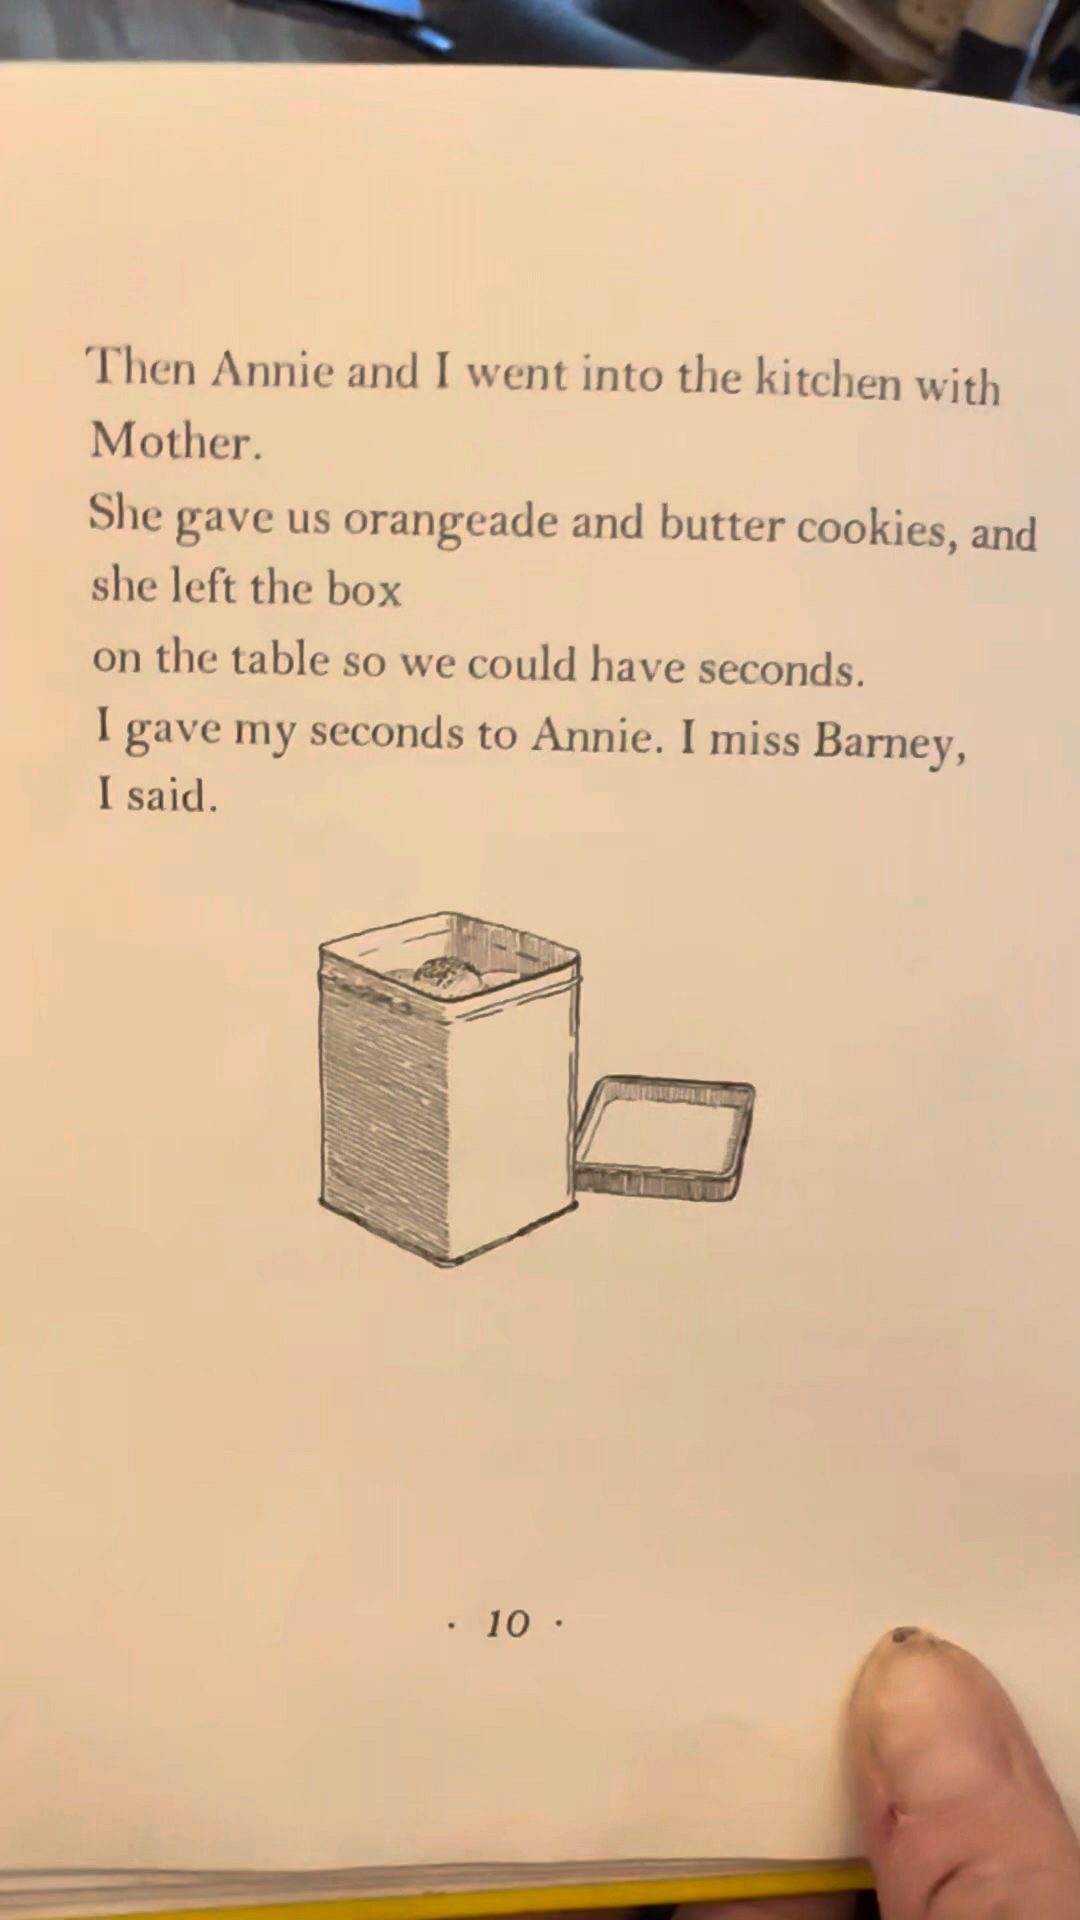 Then Annie and I went into the kitchen with
Mother.
She gave us orangeade and butter cookies, and
she left the box
on the table so we could have seconds.
I gave my seconds to Annie. I miss Barney,
I said.
· 10 ·